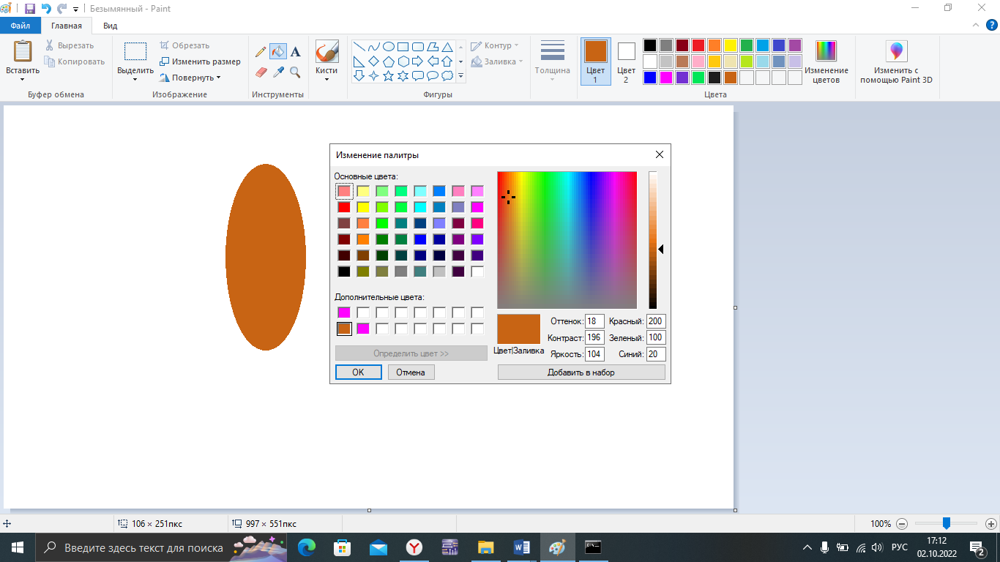 Безымянный - Paint
Файл
Главная
Вид
?
Вставить
Вырезать
Копировать
Буфер обмена
Выделить
Обрезать
Изменить размер
Повернуть
Изображение
A
Инструменты
Кисти
Контур
Заливка
Фигуры
Толщина
Цвет
1
Цвет
2
Изменение
цветов
Цвета
Изменить с
помощью Paint 3D
Изменение палитры
Основные цвета:
Дополнительные цвета:
Определить цвет >>
OK
Отмена
Цвет|Заливка
Оттенок: 18
Контраст: 196
Яркость: 104
Красный: 200
Зеленый: 100
Синий: 20
Добавить в набор
106 × 251пкс
997 × 551пкс
100%
Введите здесь текст для поиска
РУС
17:12
02.10.2022
2